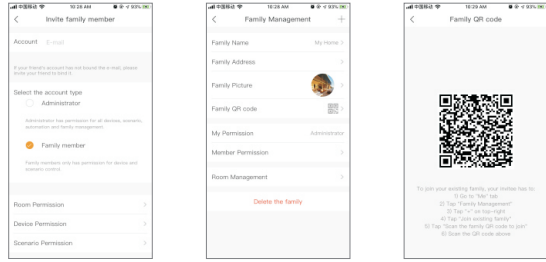 中国移动 10:28 AM 93%
Invite family member
Account E-mail
If your friend's account has not bound the e-mail, please
invite your friend to bind it.
Select the account type
Administrator
Administrator has permission for all devices, scenario,
automation and family management.
Family member
Family members only has permission for device and
scenario control.
Room Permission
Device Permission
Scenario Permission
中国移动 10:26 AM 93%
Family Management
Family Name My Home
Family Address
Family Picture
Family QR code
My Permission Administrator
Member Permission
Room Management
Delete the family
中国移动 10:29 AM 93%
Family QR code
To join your existing family, your invitee has to:
1) Go to "Me" tab
2) Tap "Family Management"
3) Tap "+" on top-right
4) Tap "Join existing family"
5) Tap "Scan the family QR code to join"
6) Scan the QR code above